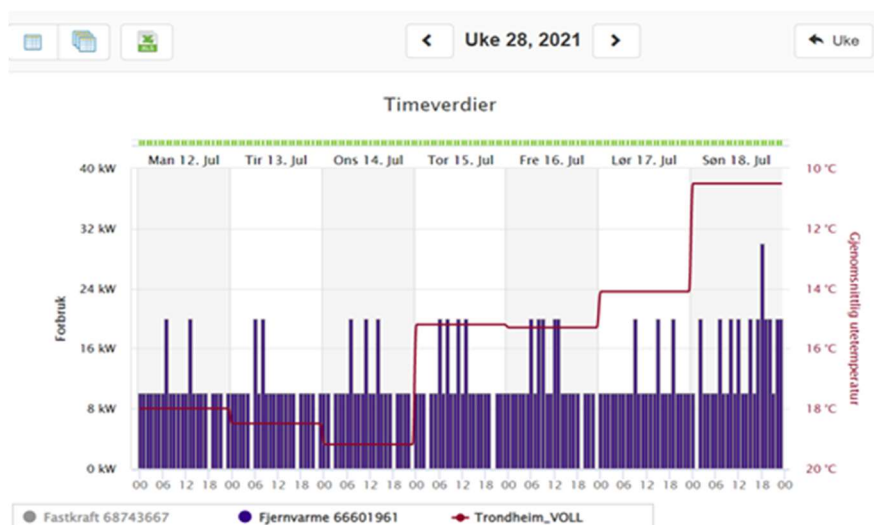 XLS Uke 28, 2021 Uke
Timeverdier
Man 12. Jul Tir 13. Jul Ons 14. Jul Tor 15. Jul Fre 16. Jul Lør 17. Jul Søn 18. Jul
40 kW 10 °C
32 kW 12 °C
24 kW 14 °C
16 kW 16 °C
8 kW 18 °C
0 kW 20 °C
Forbruk
Gjenomsnittlig utetemperatur
00 06 12 18 00 06 12 18 00 06 12 18 00 06 12 18 00 06 12 18 00 06 12 18 00 06 12 18 00
Fastkraft 68743667 Fjernvarme 66601961 Trondheim_VOLL